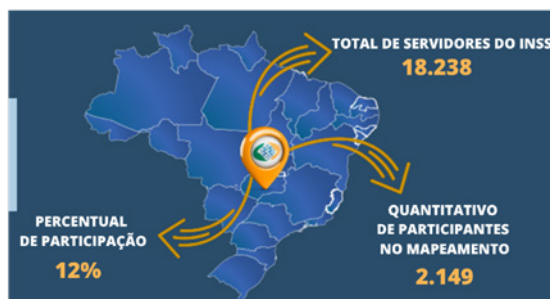 TOTAL DE SERVIDORES DO INSS
18.238
PERCENTUAL
DE PARTICIPAÇÃO
12%
QUANTITATIVO
DE PARTICIPANTES
NO MAPEAMENTO
2.149